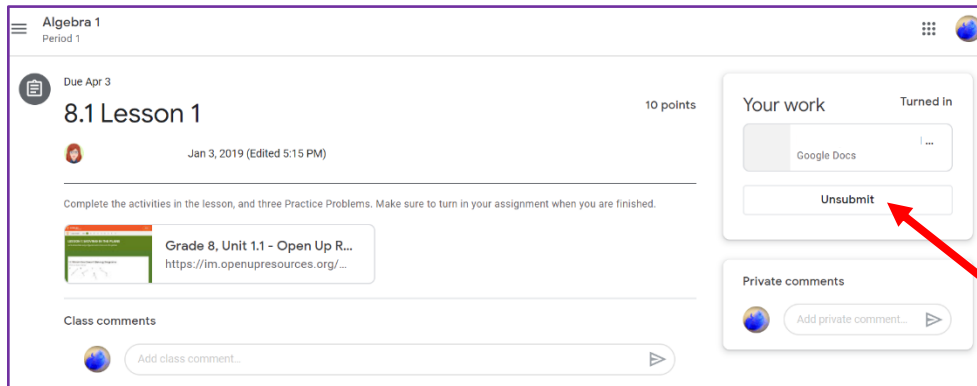 Algebra 1
Period 1
Due Apr 3
8.1 Lesson 1
10 points
Jan 3, 2019 (Edited 5:15 PM)
Complete the activities in the lesson, and three Practice Problems. Make sure to turn in your assignment when you are finished.
Grade 8, Unit 1.1 - Open Up R...
https://im.openupresources.org/...
Class comments
Add class comment...
Your work
Turned in
Google Docs
Unsubmit
Private comments
Add private comment...